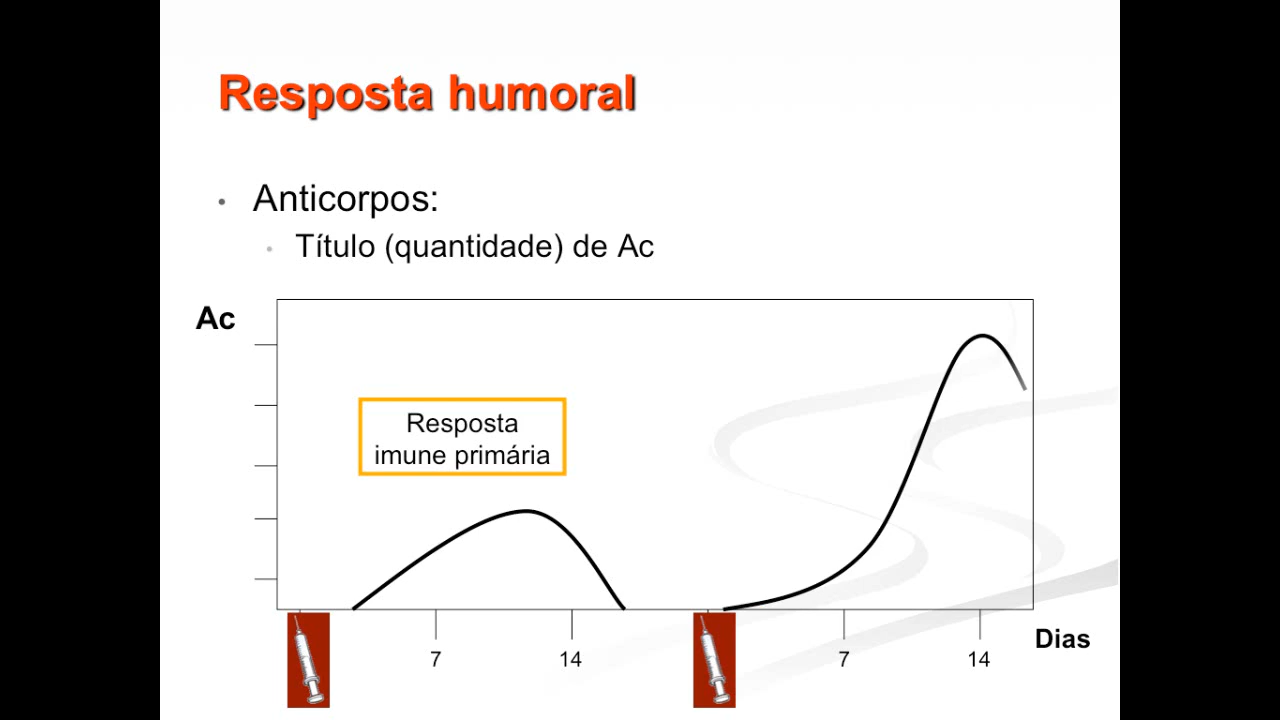 Resposta humoral
Anticorpos:
Título (quantidade) de Ac
Ac
Resposta
imune primária
7
14
7
14
Dias